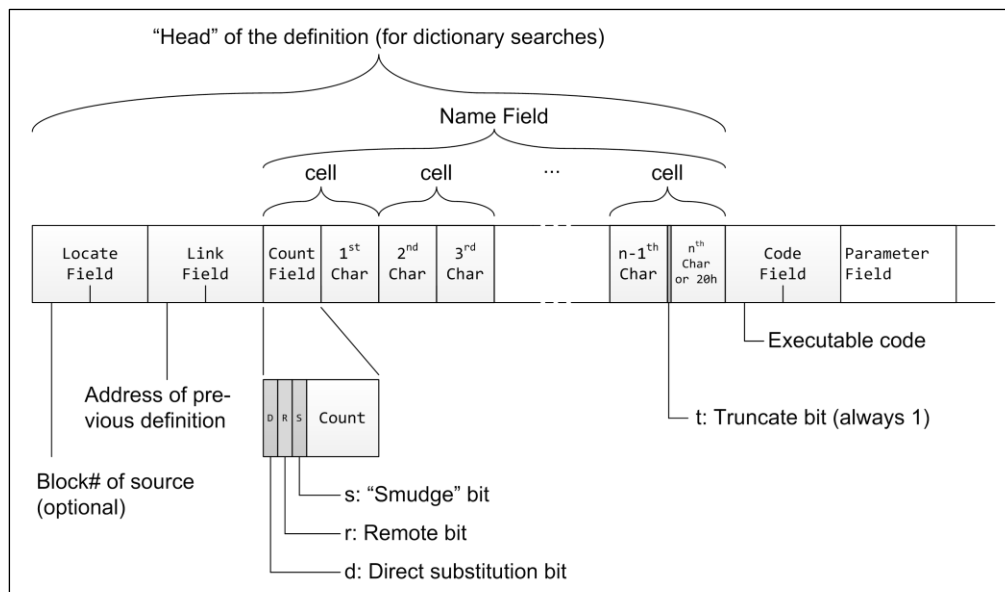 “Head” of the definition (for dictionary searches)
Name Field
cell
cell
...
cell
Locate Field
Link Field
Count Field
1st Char
2nd Char
3rd Char
n-1th Char
nth Char or 20h
Code Field
Parameter Field
Executable code
Address of pre-
vious definition
D
R
S
Count
t: Truncate bit (always 1)
Block# of source
(optional)
s: “Smudge” bit
r: Remote bit
d: Direct substitution bit